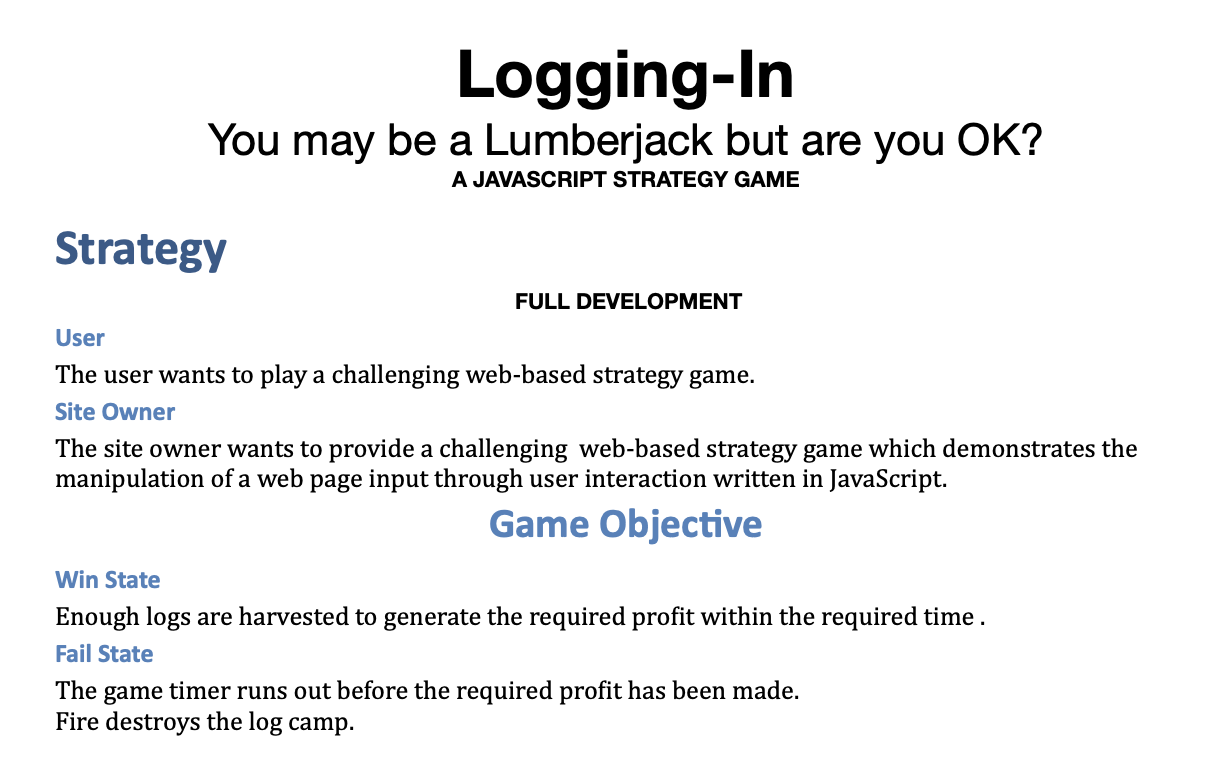 Logging-In
You may be a Lumberjack but are you OK?
A JAVASCRIPT STRATEGY GAME
Strategy
FULL DEVELOPMENT
User
The user wants to play a challenging web-based strategy game.
Site Owner
The site owner wants to provide a challenging  web-based strategy game which demonstrates the
manipulation of a web page input through user interaction written in JavaScript.
Game Objective
Win State
Enough logs are harvested to generate the required profit within the required time .
Fail State
The game timer runs out before the required profit has been made.
Fire destroys the log camp.